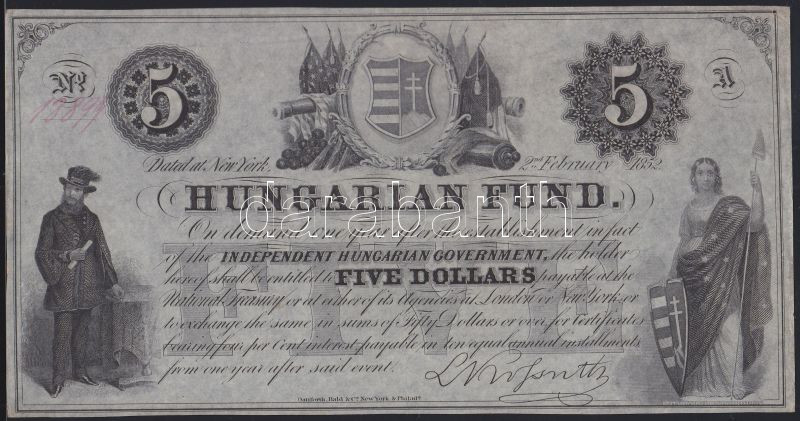 No.
15899
5
5
A
Dated at New York.
2nd February 1852
HUNGARIAN FUND.
darabanth
On demand one year after the establishment in fact
of the INDEPENDENT HUNGARIAN GOVERNMENT, the holder
hereof shall be entitled to FIVE DOLLARS payable at the
National Treasury or at either of its Agencies at London or New York, or
to exchange the same in sums of Fifty Dollars or over, for Certificates
bearing four per Cent interest payable in ten equal annual installments
from one year after said event.
L Kossuth
Danforth, Bald & Co. New York & Philada.
FIVE